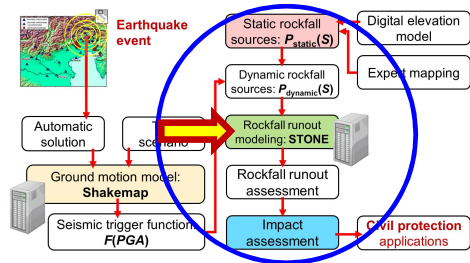 Earthquake
event
Static rockfall
sources: Pstatic(S)
Digital elevation
model
Expert mapping
Dynamic rockfall
sources: Pdynamic(S)
Automatic
solution
scenario
Rockfall runout
modeling: STONE
Ground motion model:
Shakemap
Rockfall runout
assessment
Seismic trigger function
F(PGA)
Impact
assessment
Civil protection
applications